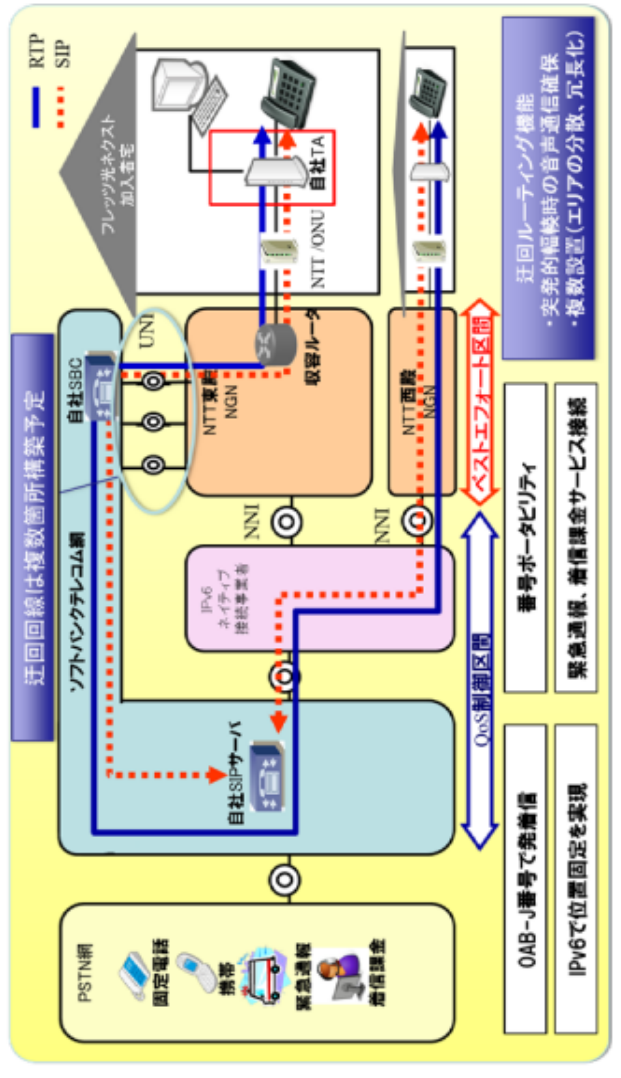 迂回回線は複数箇所構築予定
RTP
SIP
フレッツ光ネクスト
加入者宅
PSTN網
固定電話
携帯
緊急通報
着信課金
ソフトバンクテレコム網
自社SBC
自社SIPサーバ
UNI
NTT東殿
NGN
収容ルータ
NTT /ONU
自社TA
IPv6
ネイティブ
接続事業者
NNI
NNI
NTT西殿
NGN
QoS制御区間
ベストエフォート区間
0AB-J番号で発着信
番号ポータビリティ
IPv6で位置固定を実現
緊急通報、着信課金サービス接続
迂回ルーティング機能
・突発的輻輳時の音声通信確保
・複数設置(エリアの分散、冗長化)